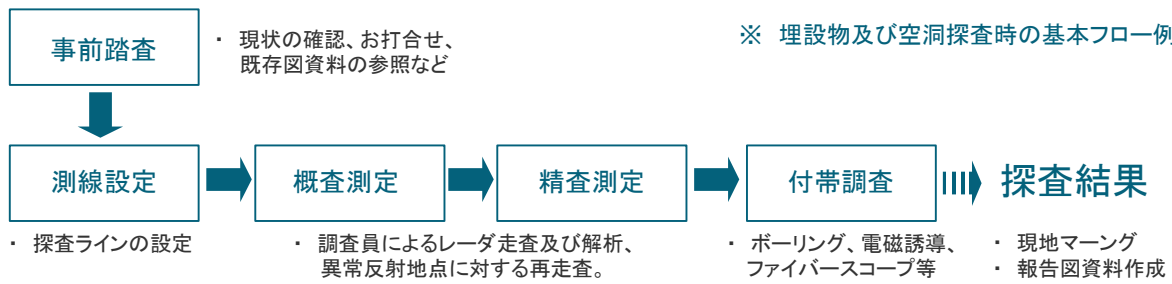 事前踏査
・ 現状の確認、お打合せ、
既存図資料の参照など
※ 埋設物及び空洞探査時の基本フロー例
測線設定
概査測定
精査測定
付帯調査
探査結果
・ 探査ラインの設定
・ 調査員によるレーダ走査及び解析、
異常反射地点に対する再走査。
・ ボーリング、電磁誘導、
ファイバースコープ等
・ 現地マーング
・ 報告図資料作成